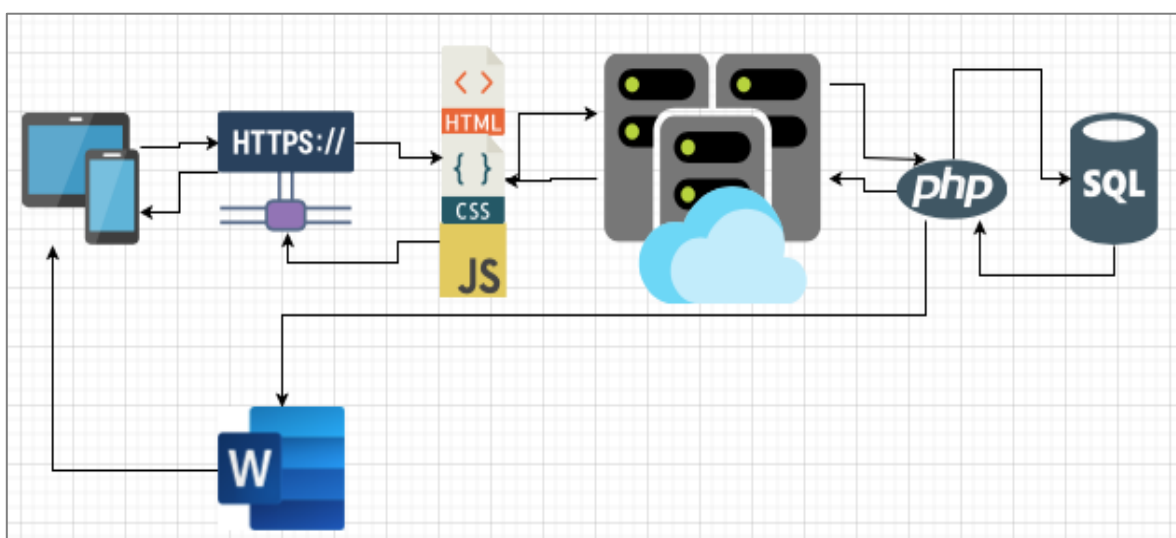 HTTPS://
< >
HTML
{ }
CSS
JS
php
SQL
W